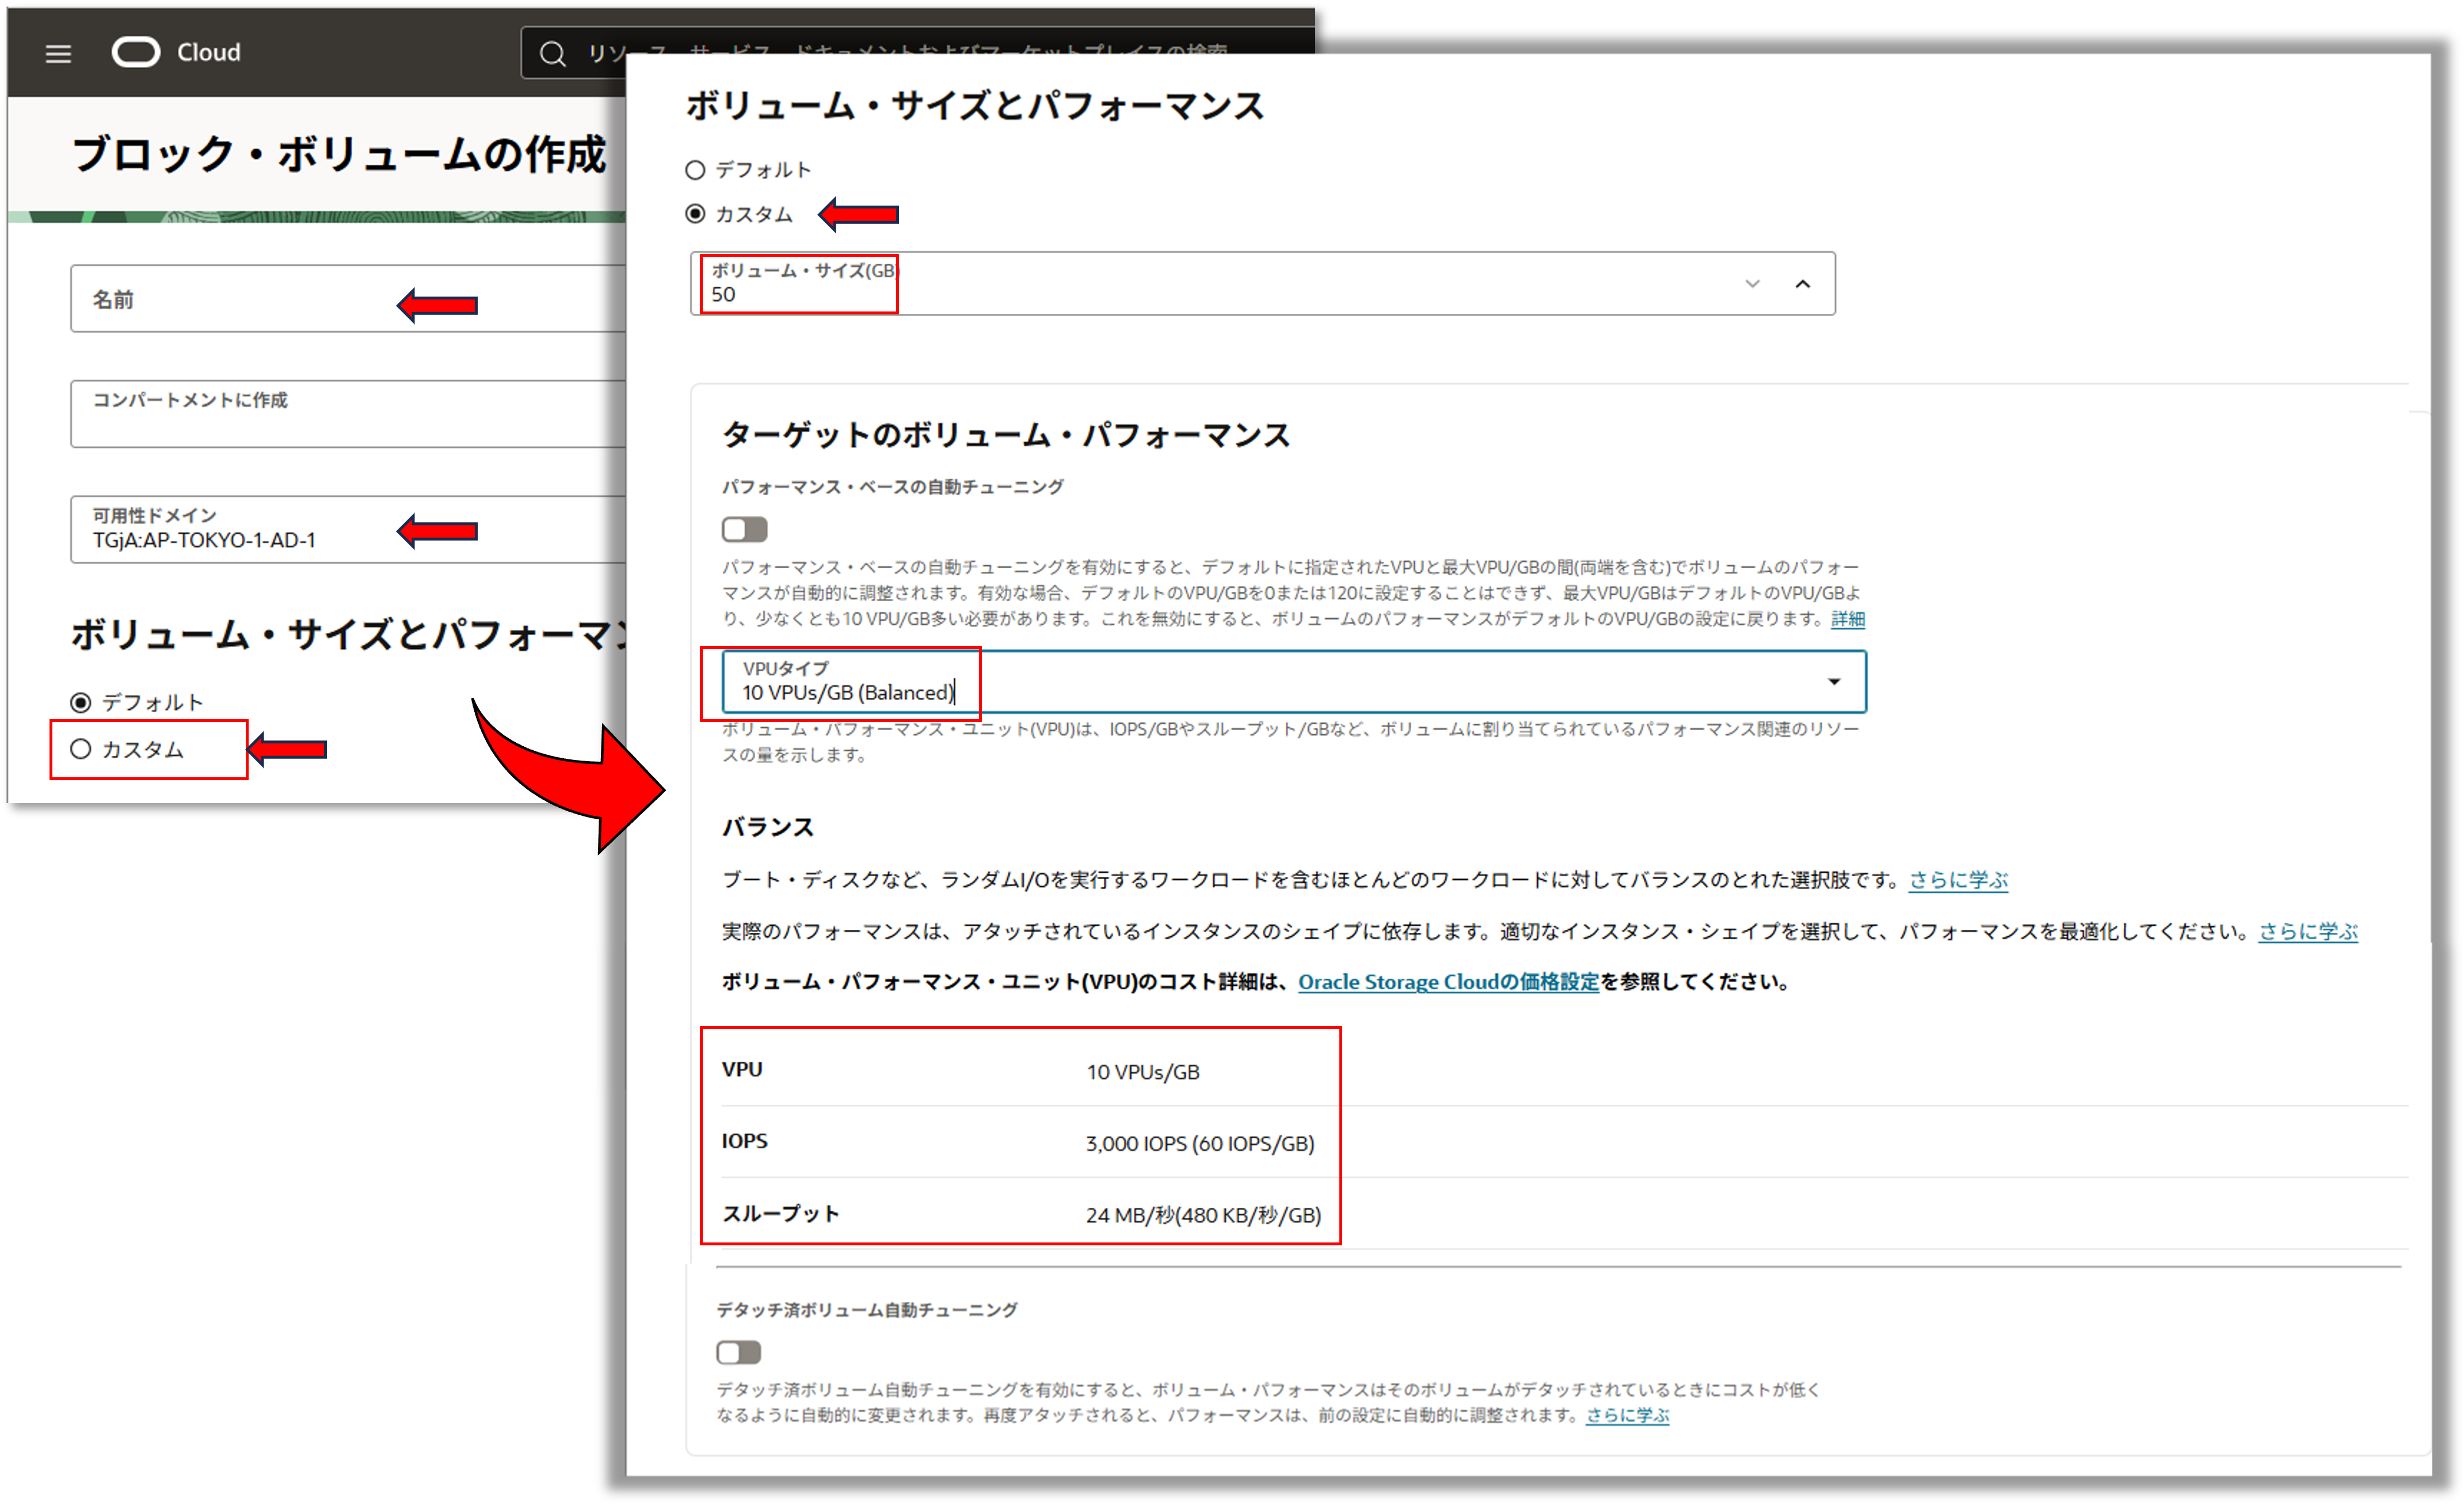 Cloud
リソース、サービス、ドキュメントおよびマーケットプレイスの検索
ブロック・ボリュームの作成
名前
コンパートメントに作成
可用性ドメイン
TGjA:AP-TOKYO-1-AD-1
ボリューム・サイズとパフォーマン
デフォルト
カスタム
ボリューム・サイズとパフォーマンス
デフォルト
カスタム
ボリューム・サイズ(GB)
50
ターゲットのボリューム・パフォーマンス
パフォーマンス・ベースの自動チューニング
パフォーマンス・ベースの自動チューニングを有効にすると、デフォルトに指定されたVPUと最大VPU/GBの間(両端を含む)でボリュームのパフォー
マンスが自動的に調整されます。有効な場合、デフォルトのVPU/GBを0または120に設定することはできず、最大VPU/GBはデフォルトのVPU/GBよ
り、少なくとも10 VPU/GB多い必要があります。これを無効にすると、ボリュームのパフォーマンスがデフォルトのVPU/GBの設定に戻ります。詳細
VPUタイプ
10 VPUs/GB (Balanced)
ボリューム・パフォーマンス・ユニット(VPU)は、IOPS/GBやスループット/GBなど、ボリュームに割り当てられているパフォーマンス関連のリソー
スの量を示します。
バランス
ブート・ディスクなど、ランダムI/Oを実行するワークロードを含むほとんどのワークロードに対してバランスのとれた選択肢です。さらに学ぶ
実際のパフォーマンスは、アタッチされているインスタンスのシェイプに依存します。適切なインスタンス・シェイプを選択して、パフォーマンスを最適化してください。さらに学ぶ
ボリューム・パフォーマンス・ユニット(VPU)のコスト詳細は、Oracle Storage Cloudの価格設定を参照してください。
VPU 10 VPUs/GB
IOPS 3,000 IOPS (60 IOPS/GB)
スループット 24 MB/秒(480 KB/秒/GB)
デタッチ済ボリューム自動チューニング
デタッチ済ボリューム自動チューニングを有効にすると、ボリューム・パフォーマンスはそのボリュームがデタッチされているときにコストが低く
なるように自動的に変更されます。再度アタッチされると、パフォーマンスは、前の設定に自動的に調整されます。さらに学ぶ